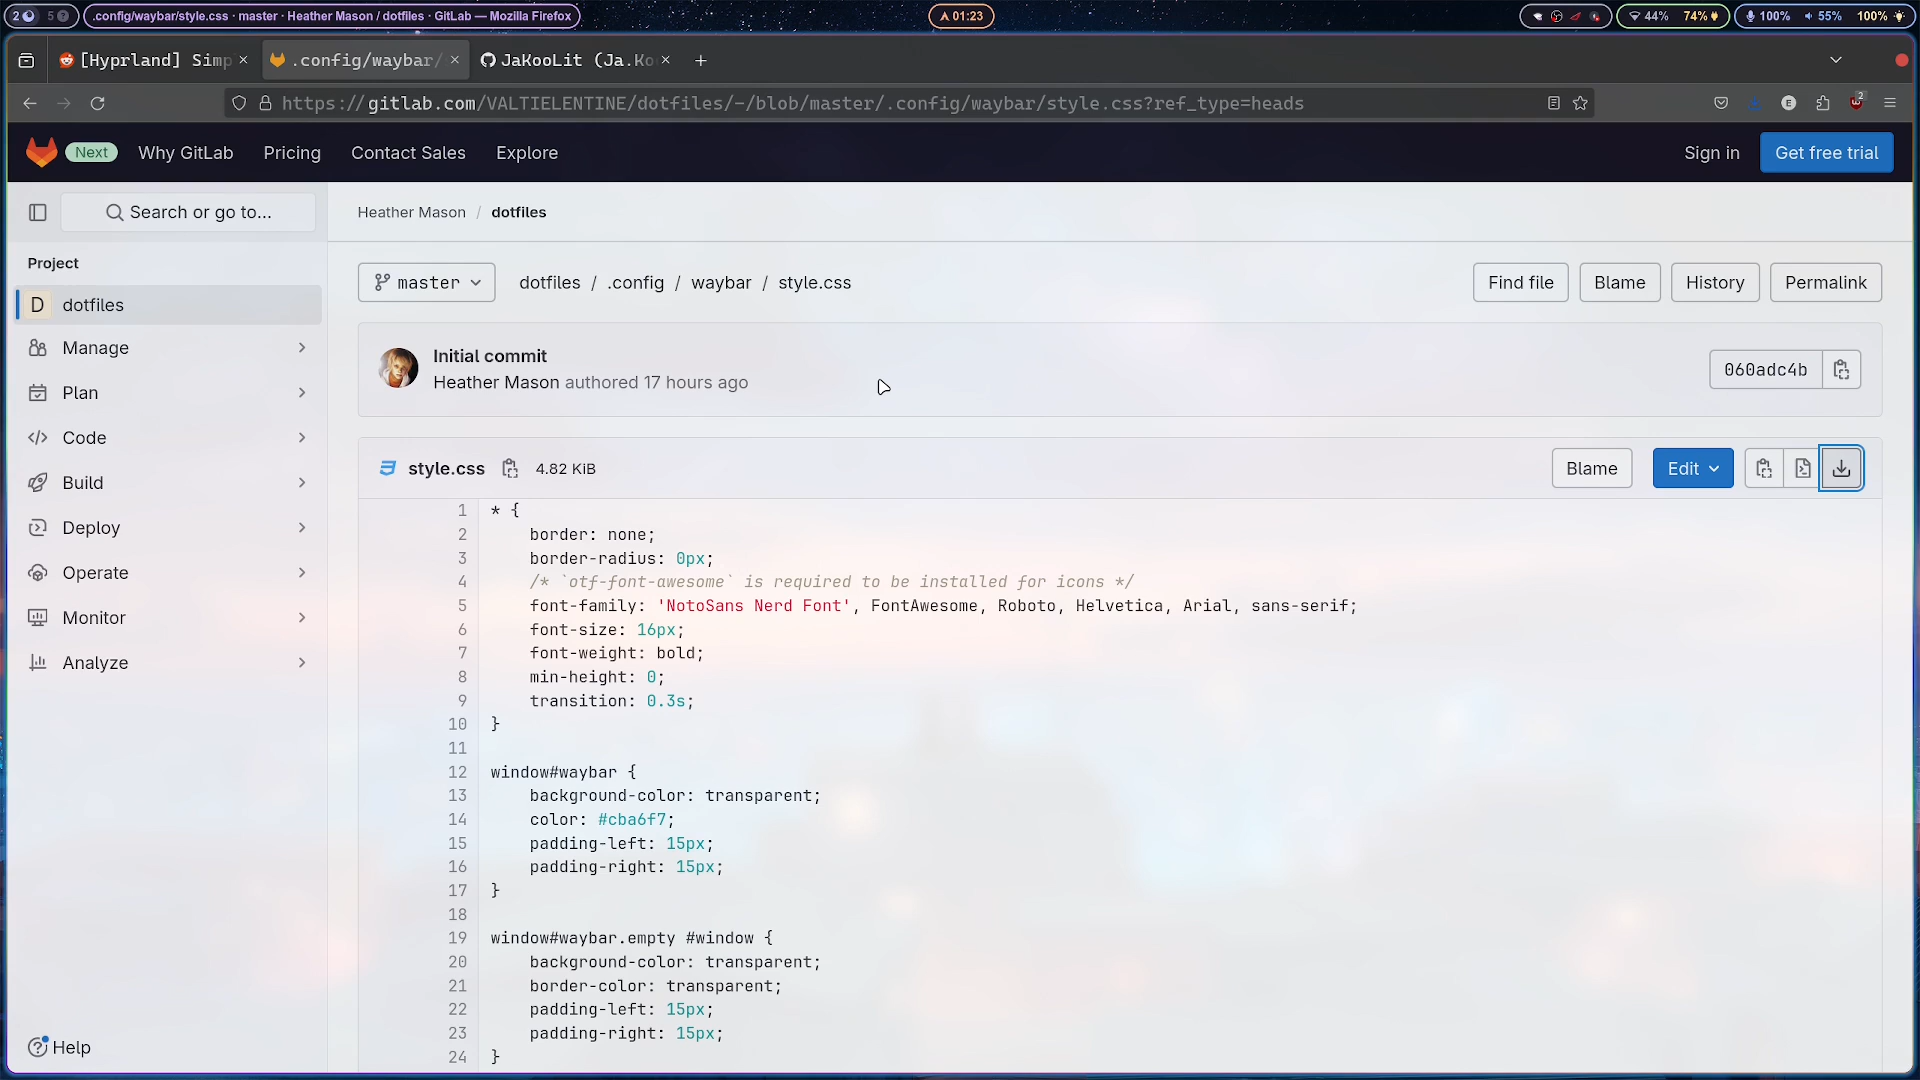 2 5
.config/waybar/style.css · master · Heather Mason / dotfiles · GitLab — Mozilla Firefox
01:23
44% 74%
100% 55% 100%
[Hyprland] Simp
.config/waybar/
JaKooLit (Ja.Ko
https://gitlab.com/VALTIELENTINE/dotfiles/-/blob/master/.config/waybar/style.css?ref_type=heads
E
2
Next
Why GitLab
Pricing
Contact Sales
Explore
Sign in
Get free trial
Search or go to...
Heather Mason / dotfiles
Project
D dotfiles
Manage
Plan
Code
Build
Deploy
Operate
Monitor
Analyze
Help
master
dotfiles / .config / waybar / style.css
Find file
Blame
History
Permalink
Initial commit
Heather Mason authored 17 hours ago
060adc4b
style.css
4.82 KiB
Blame
Edit
1 * {
2 border: none;
3 border-radius: 0px;
4 /* `otf-font-awesome` is required to be installed for icons */
5 font-family: 'NotoSans Nerd Font', FontAwesome, Roboto, Helvetica, Arial, sans-serif;
6 font-size: 16px;
7 font-weight: bold;
8 min-height: 0;
9 transition: 0.3s;
10 }
11
12 window#waybar {
13 background-color: transparent;
14 color: #cba6f7;
15 padding-left: 15px;
16 padding-right: 15px;
17 }
18
19 window#waybar.empty #window {
20 background-color: transparent;
21 border-color: transparent;
22 padding-left: 15px;
23 padding-right: 15px;
24 }